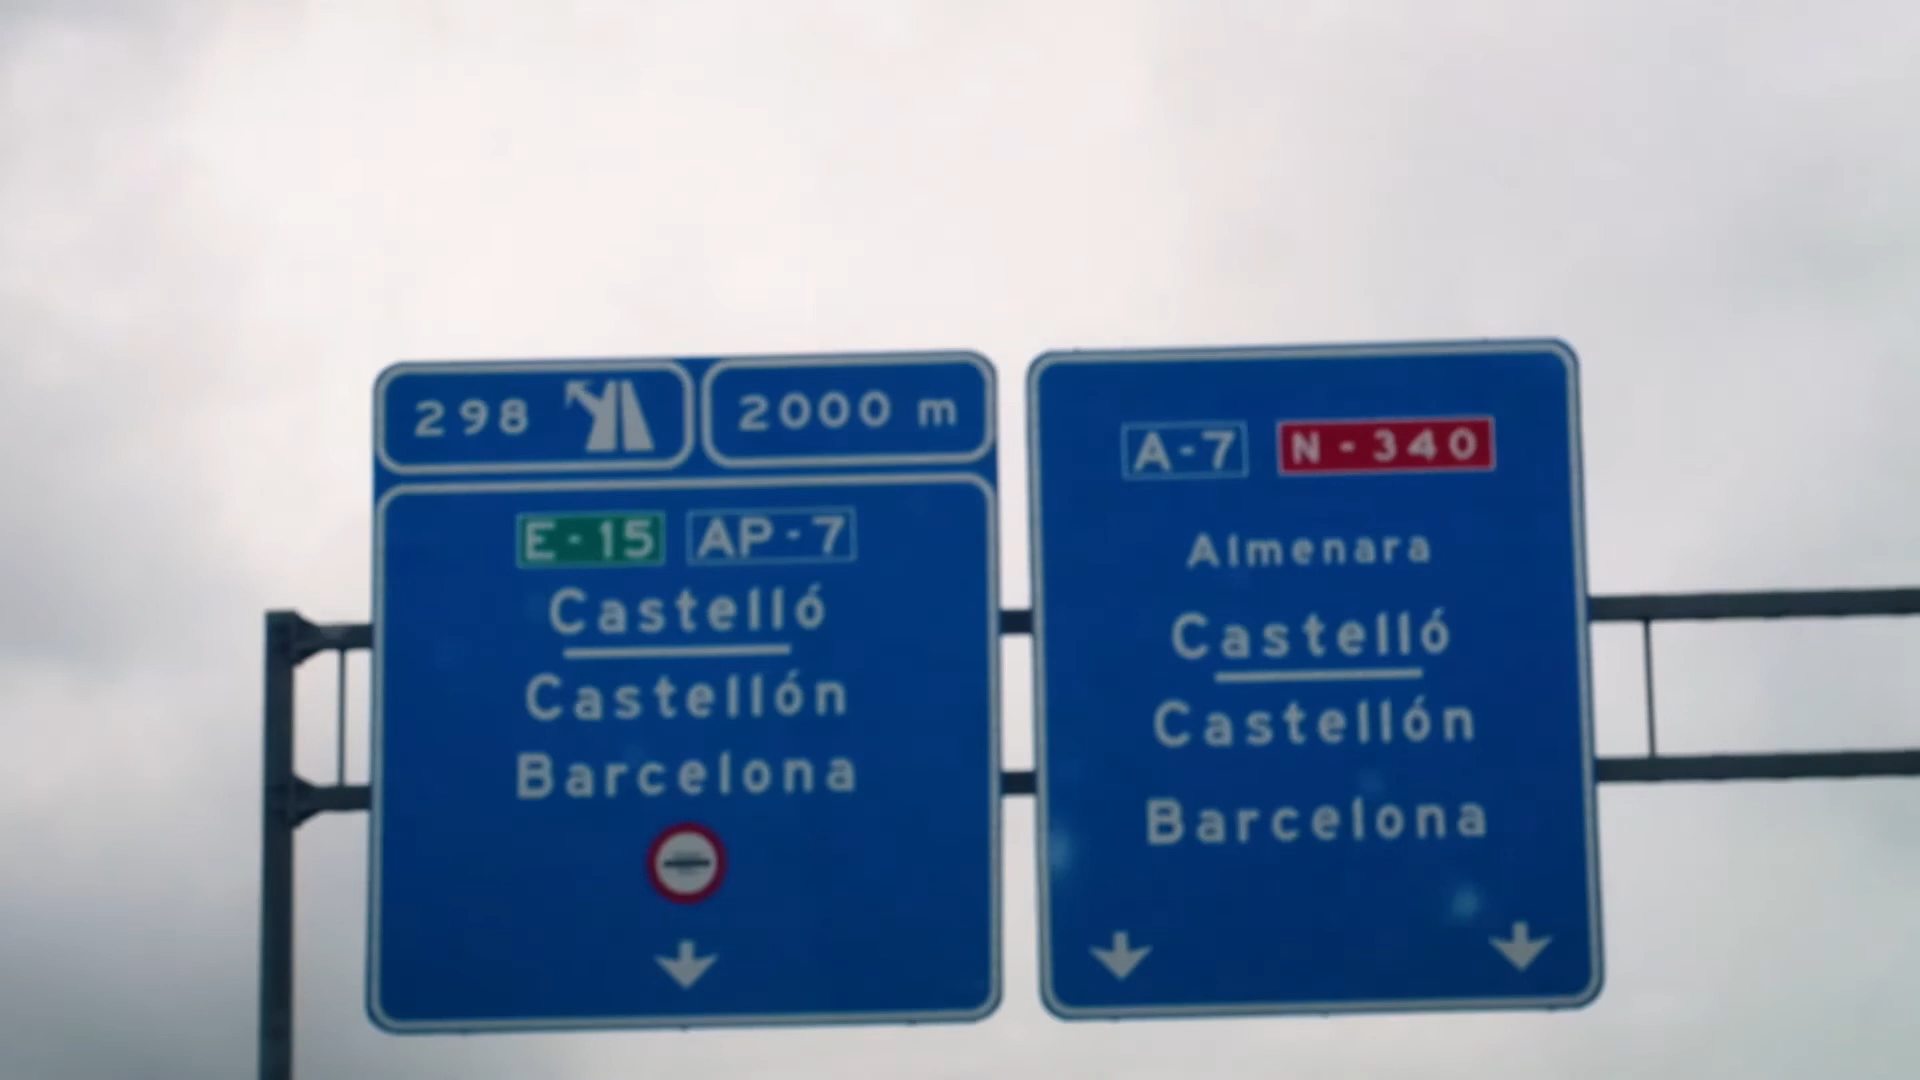 298
2000 m
E-15 AP-7
Castelló
Castellón
Barcelona
A-7 N-340
Almenara
Castelló
Castellón
Barcelona